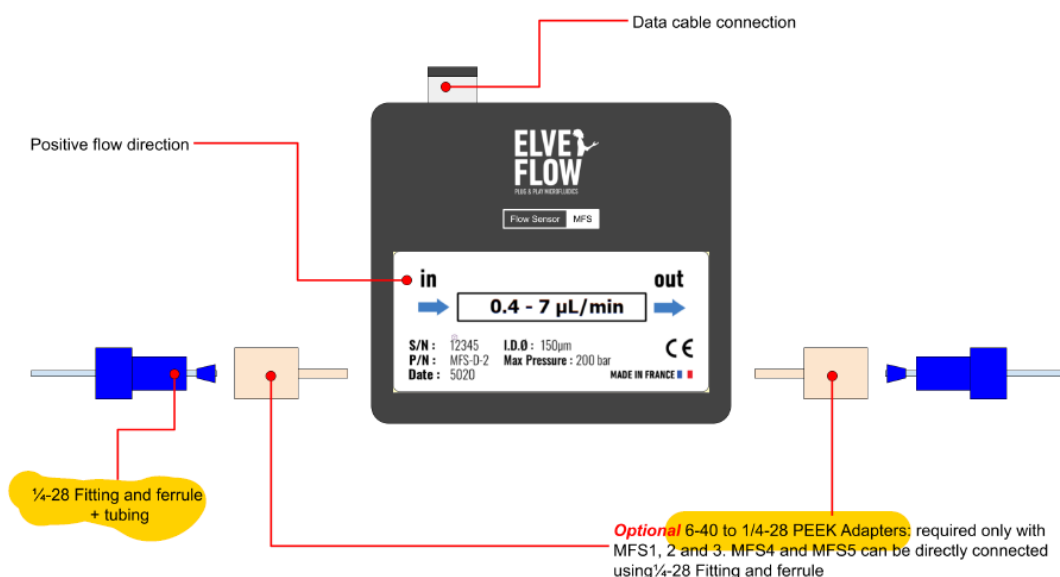 Data cable connection
Positive flow direction
ELVE
FLOW
PLUG & PLAY MICROFLUIDICS
Flow Sensor MFS
in out
0.4 - 7 µL/min
S/N : 12345 I.D.Ø : 150µm
P/N : MFS-D-2 Max Pressure : 200 bar
Date : 5020 MADE IN FRANCE
CE
¼-28 Fitting and ferrule
+ tubing
Optional 6-40 to 1/4-28 PEEK Adapters: required only with
MFS1, 2 and 3. MFS4 and MFS5 can be directly connected
using¼-28 Fitting and ferrule